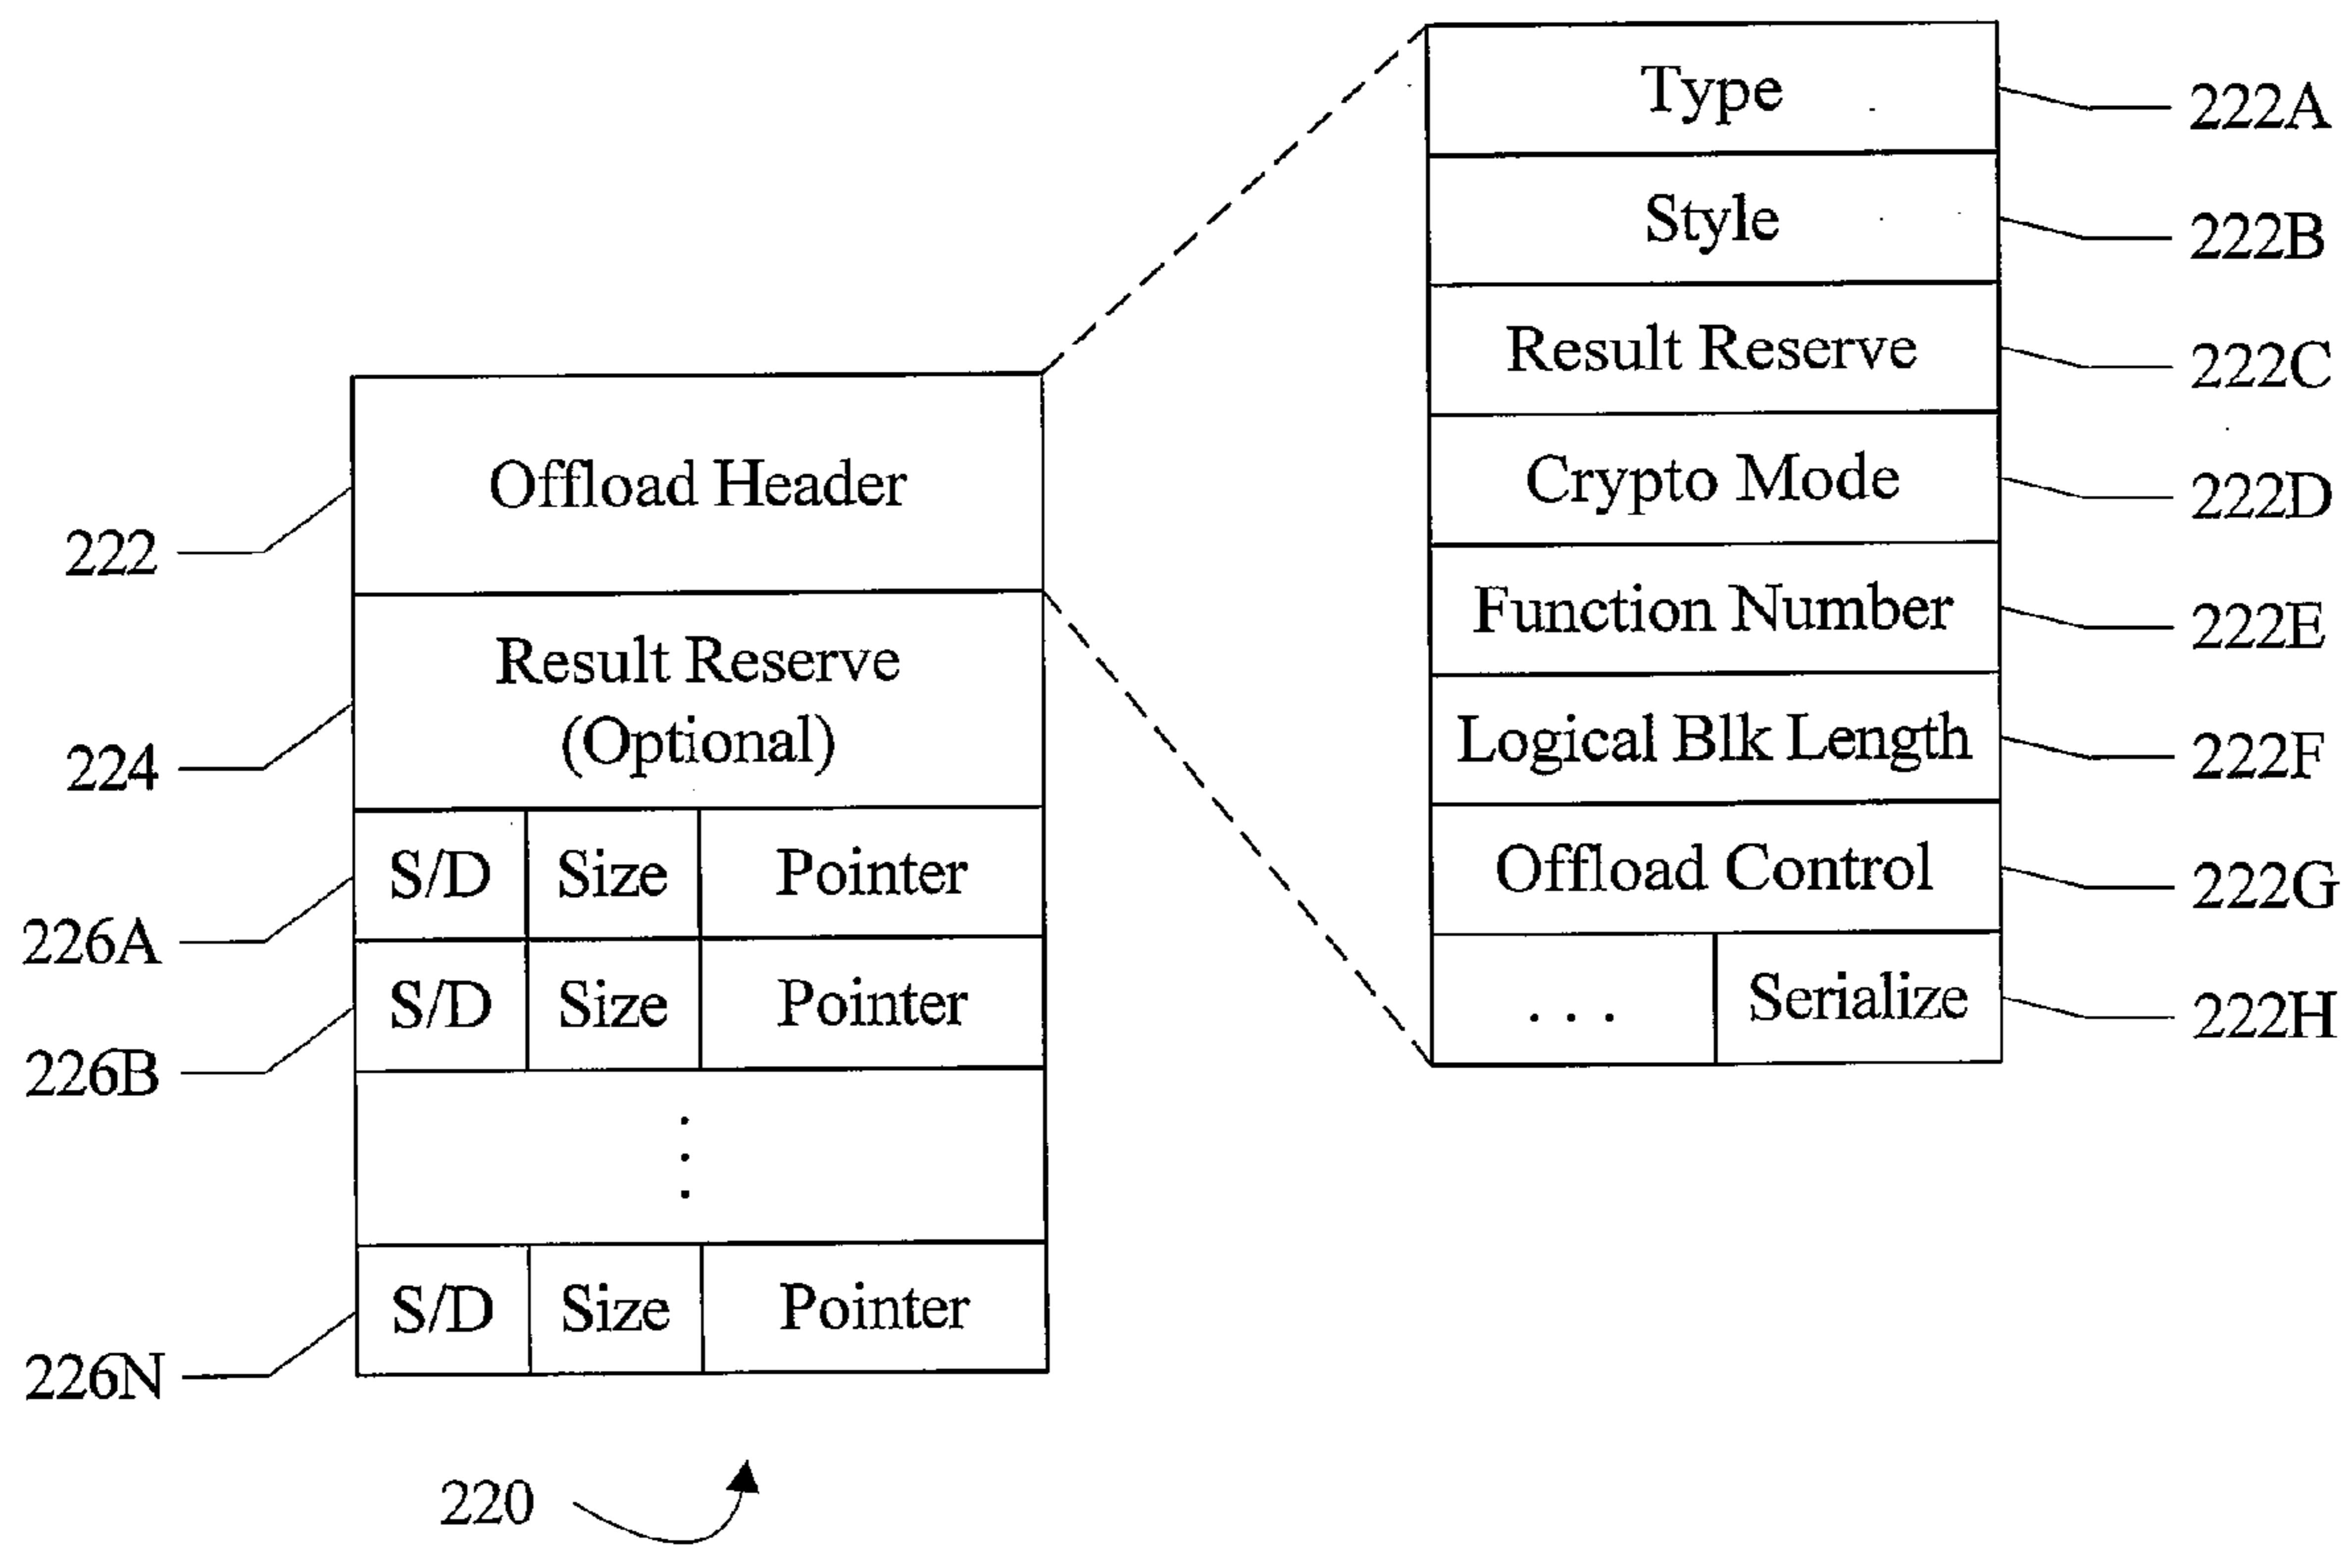 Type
222A
Style
222B
Result Reserve
222C
Crypto Mode
222D
Function Number
222E
Logical Blk Length
222F
Offload Control
222G
... Serialize
222H
Offload Header
222
Result Reserve
(Optional)
224
S/D Size Pointer
226A
S/D Size Pointer
226B
S/D Size Pointer
226N
220